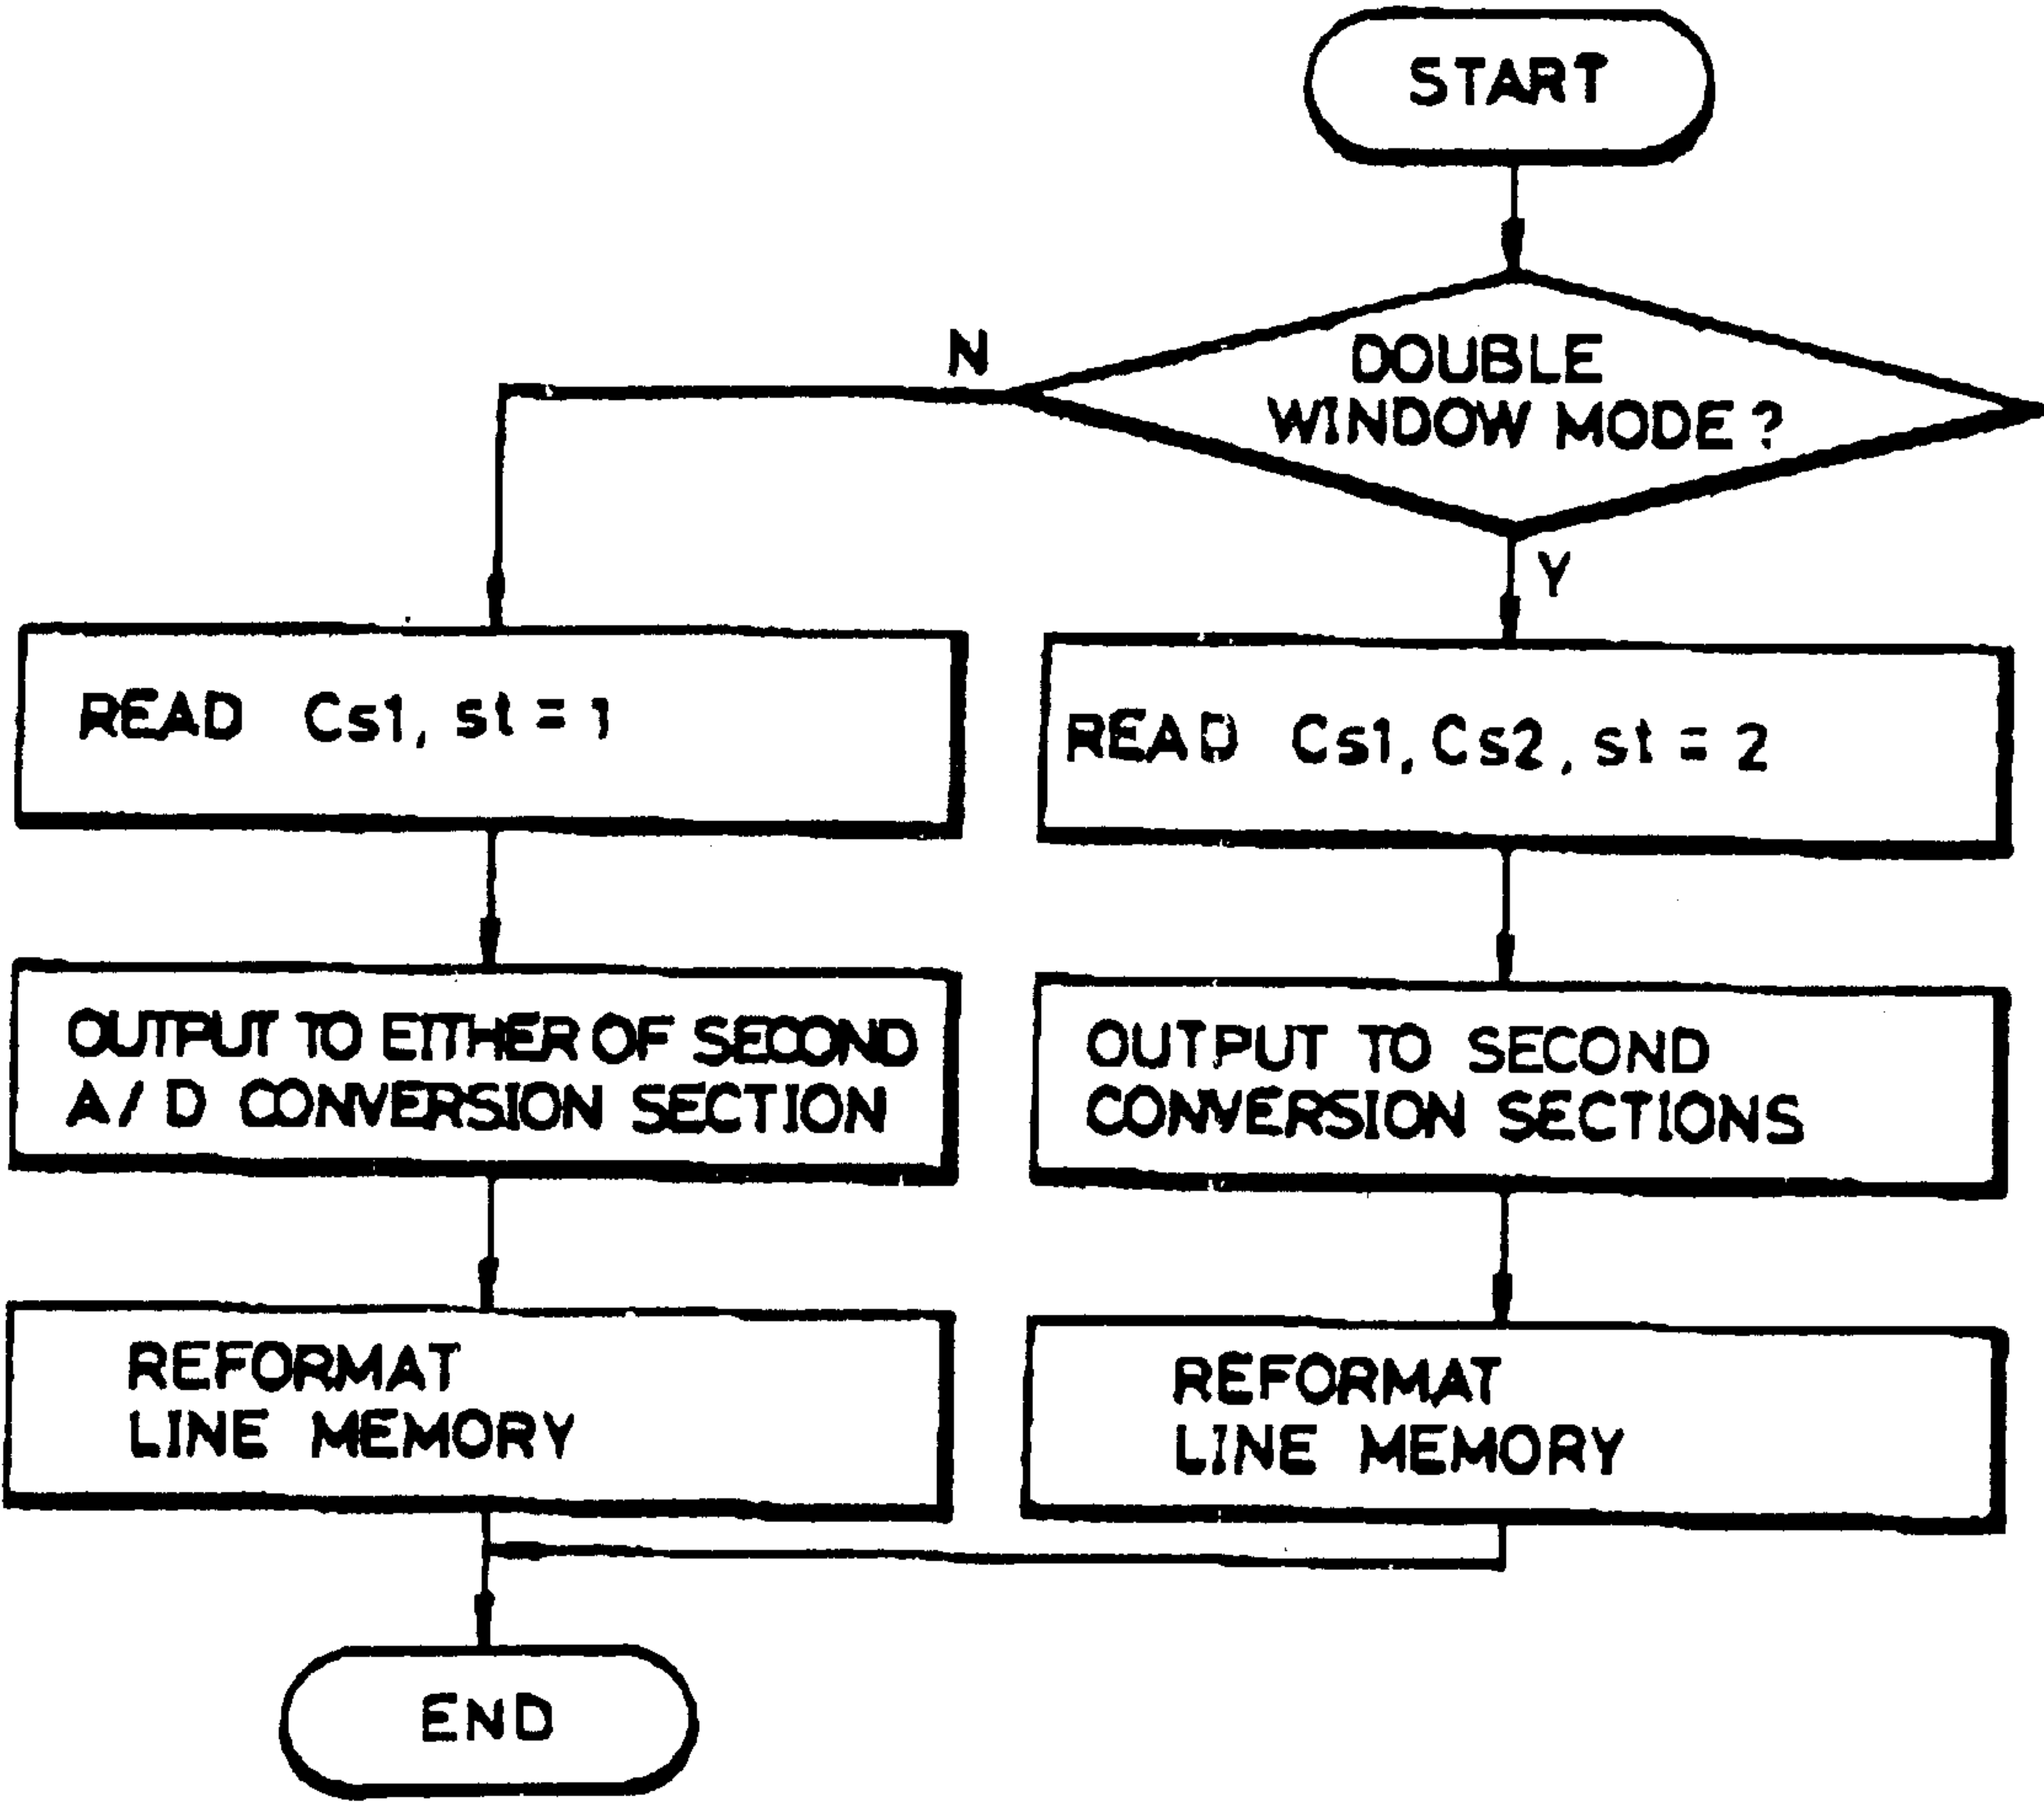 START
DOUBLE
WINDOW MODE?
N
Y
READ Cs1, st = 1
READ Cs1, Cs2, st = 2
OUTPUT TO EITHER OF SECOND
A/D CONVERSION SECTION
OUTPUT TO SECOND
CONVERSION SECTIONS
REFORMAT
LINE MEMORY
REFORMAT
LINE MEMORY
END